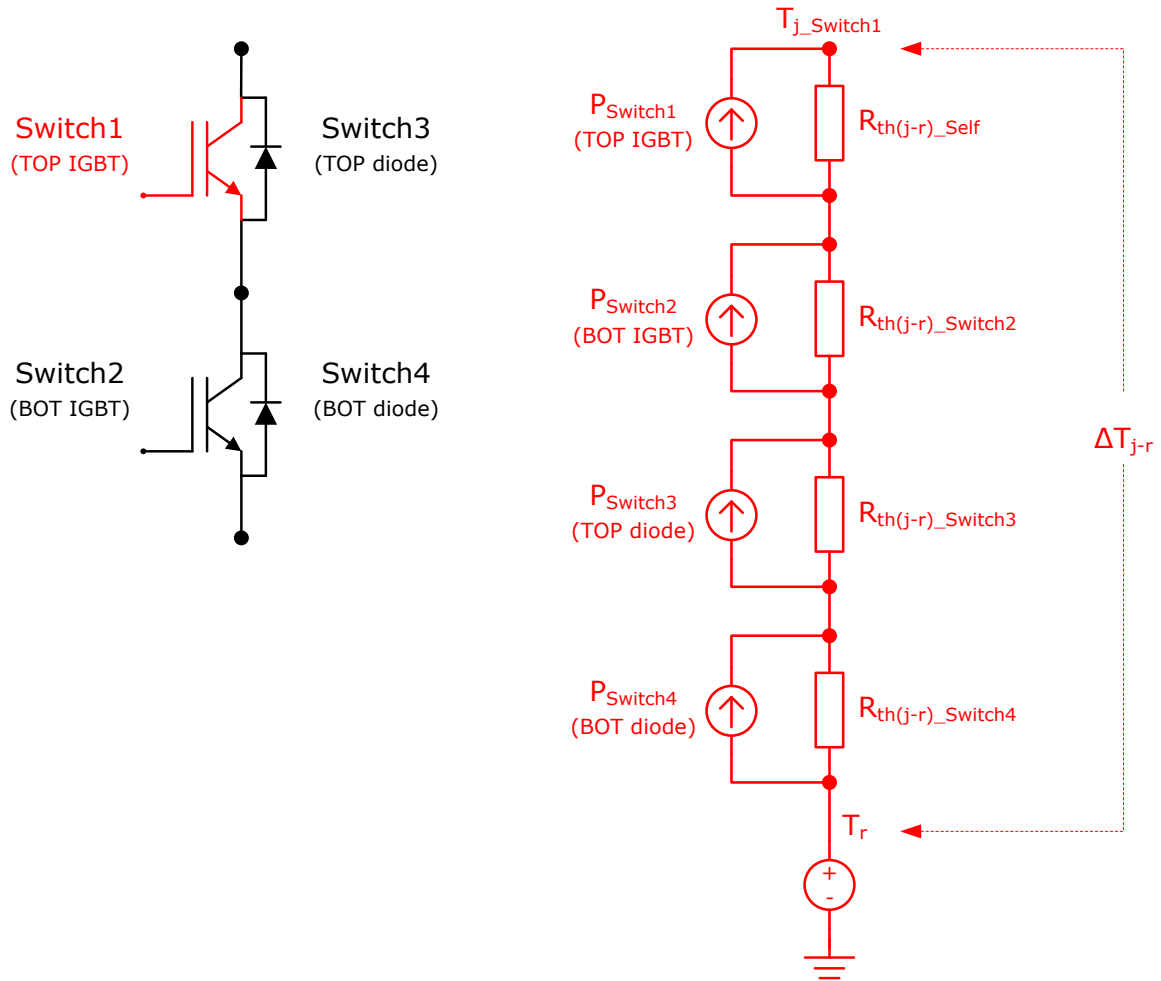 Switch1
(TOP IGBT)
Switch3
(TOP diode)
Switch2
(BOT IGBT)
Switch4
(BOT diode)
Tj_Switch1
PSwitch1
(TOP IGBT)
Rth(j-r)_Self
PSwitch2
(BOT IGBT)
Rth(j-r)_Switch2
PSwitch3
(TOP diode)
Rth(j-r)_Switch3
PSwitch4
(BOT diode)
Rth(j-r)_Switch4
ΔTj-r
Tr
+
-